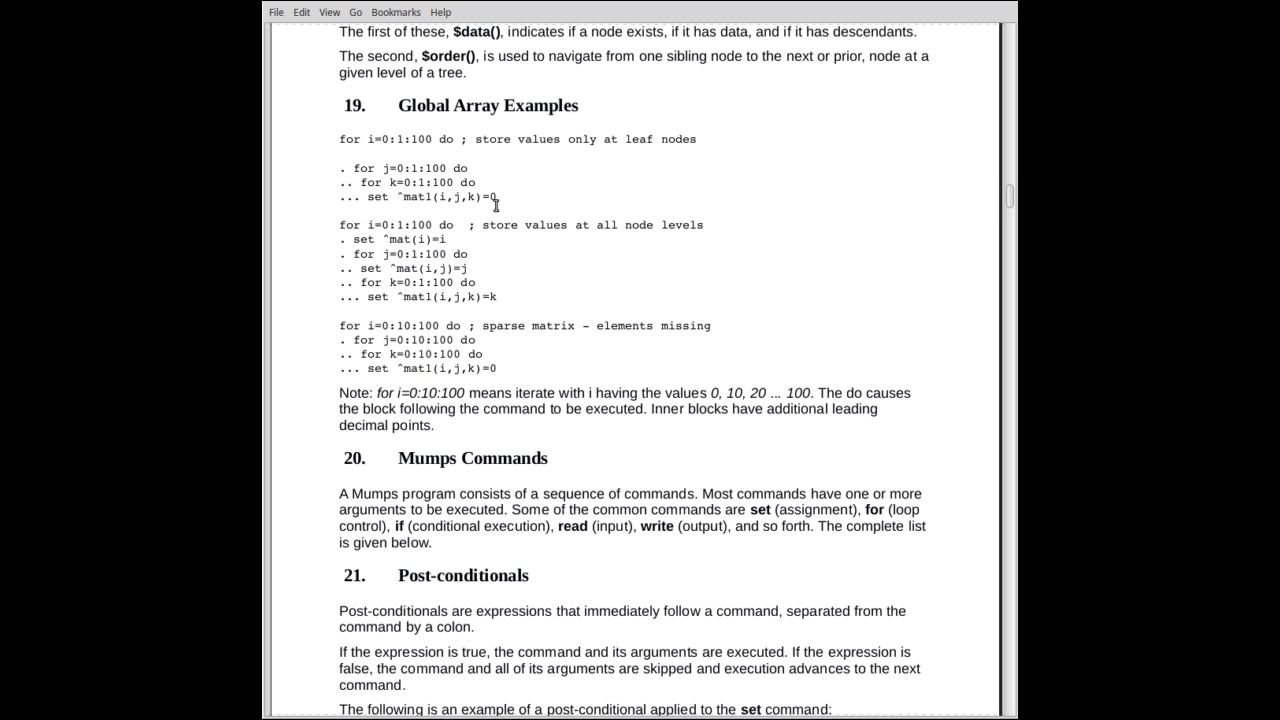 File Edit View Go Bookmarks Help
The first of these, $data(), indicates if a node exists, if it has data, and if it has descendants.
The second, $order(), is used to navigate from one sibling node to the next or prior, node at a
given level of a tree.
19. Global Array Examples
for i=0:1:100 do ; store values only at leaf nodes
. for j=0:1:100 do
.. for k=0:1:100 do
... set ^mat1(i,j,k)=0
for i=0:1:100 do  ; store values at all node levels
. set ^mat(i)=i
. for j=0:1:100 do
.. set ^mat(i,j)=j
.. for k=0:1:100 do
... set ^mat1(i,j,k)=k
for i=0:10:100 do ; sparse matrix - elements missing
. for j=0:10:100 do
.. for k=0:10:100 do
... set ^mat1(i,j,k)=0
Note: for i=0:10:100 means iterate with i having the values 0, 10, 20 ... 100. The do causes
the block following the command to be executed. Inner blocks have additional leading
decimal points.
20. Mumps Commands
A Mumps program consists of a sequence of commands. Most commands have one or more
arguments to be executed. Some of the common commands are set (assignment), for (loop
control), if (conditional execution), read (input), write (output), and so forth. The complete list
is given below.
21. Post-conditionals
Post-conditionals are expressions that immediately follow a command, separated from the
command by a colon.
If the expression is true, the command and its arguments are executed. If the expression is
false, the command and all of its arguments are skipped and execution advances to the next
command.
The following is an example of a post-conditional applied to the set command: